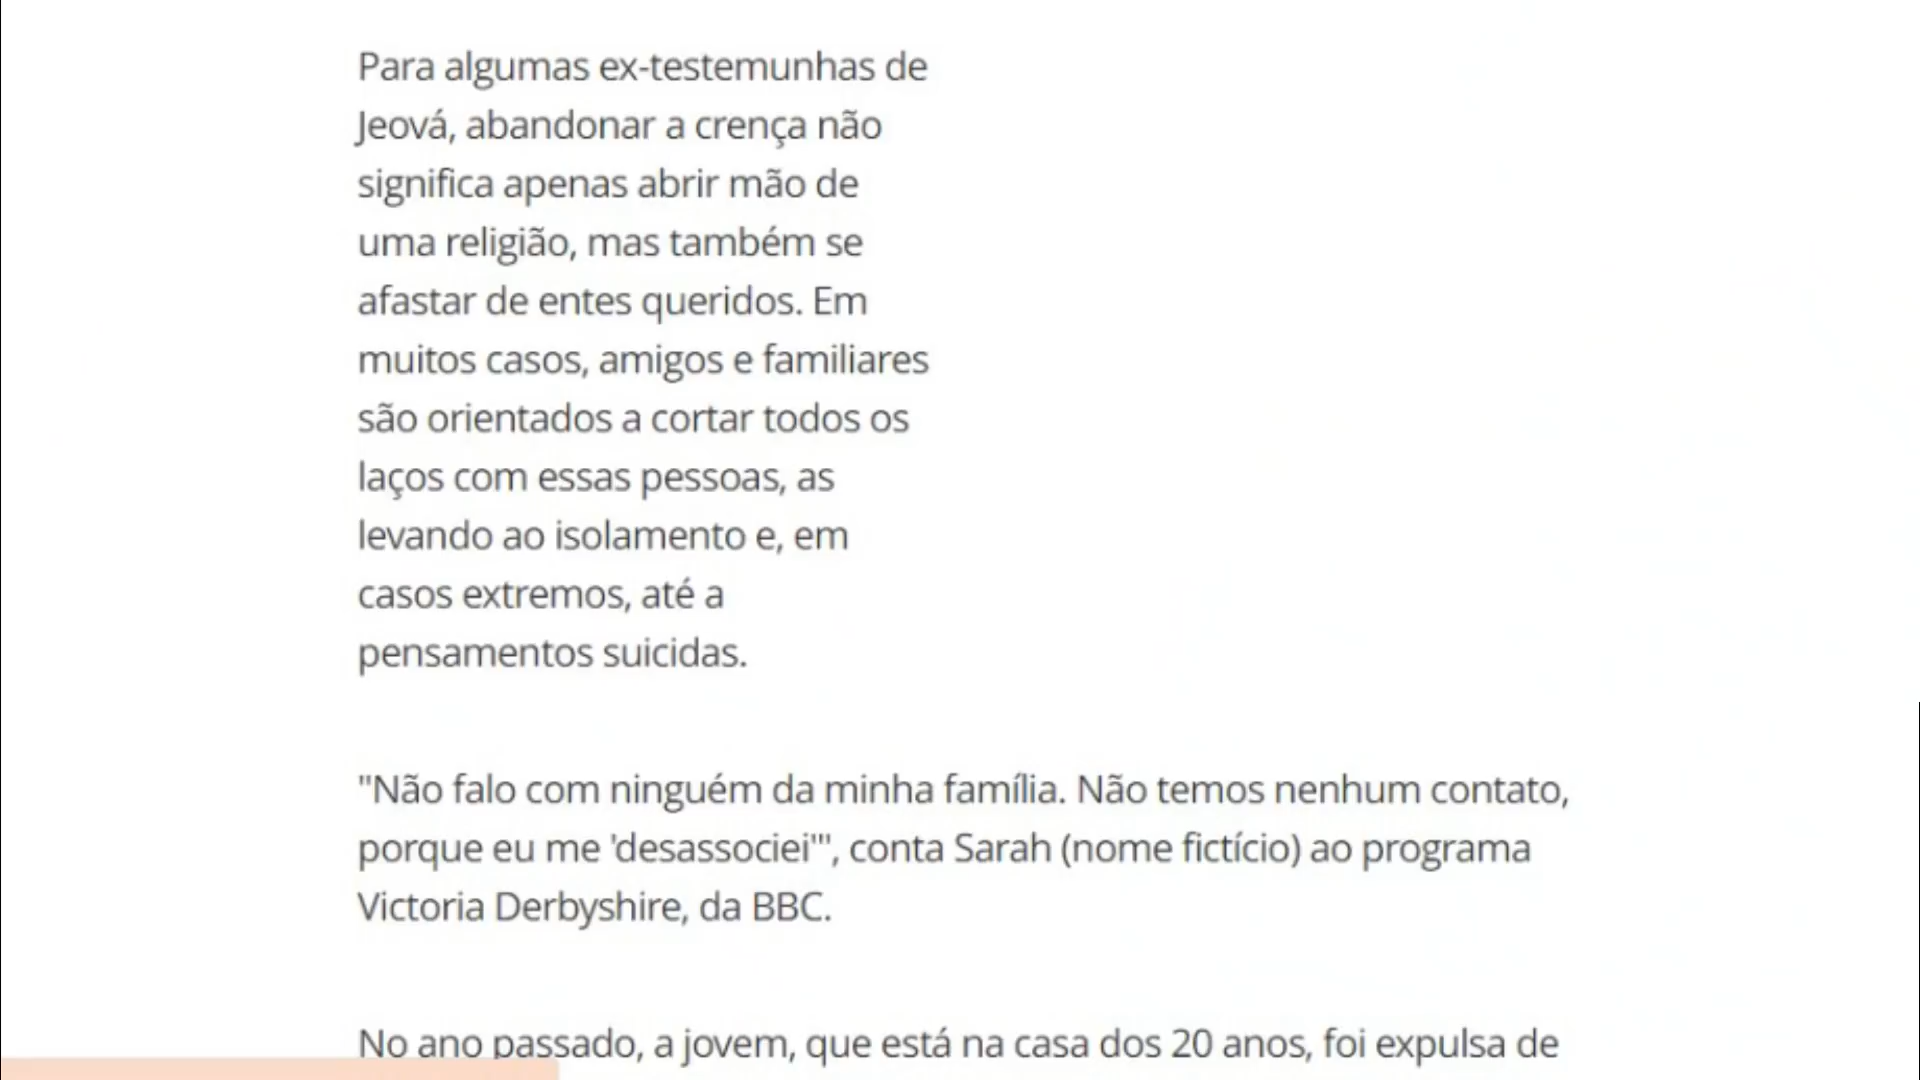 Para algumas ex-testemunhas de
Jeová, abandonar a crença não
significa apenas abrir mão de
uma religião, mas também se
afastar de entes queridos. Em
muitos casos, amigos e familiares
são orientados a cortar todos os
laços com essas pessoas, as
levando ao isolamento e, em
casos extremos, até a
pensamentos suicidas.
"Não falo com ninguém da minha família. Não temos nenhum contato,
porque eu me 'desassociei'", conta Sarah (nome fictício) ao programa
Victoria Derbyshire, da BBC.
No ano passado, a jovem, que está na casa dos 20 anos, foi expulsa de